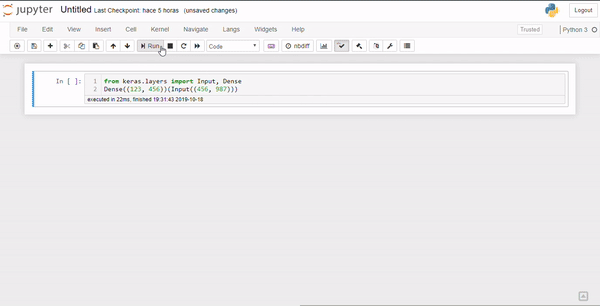 jupyter Untitled Last Checkpoint: hace 5 horas (unsaved changes) Logout
File Edit View Insert Cell Kernel Navigate Langs Widgets Help Trusted Python 3
Run Code nbdiff
In [ ]: 1 from keras.layers import Input, Dense
2 Dense((123, 456))(Input((456, 987)))
executed in 22ms, finished 19:31:43 2019-10-18